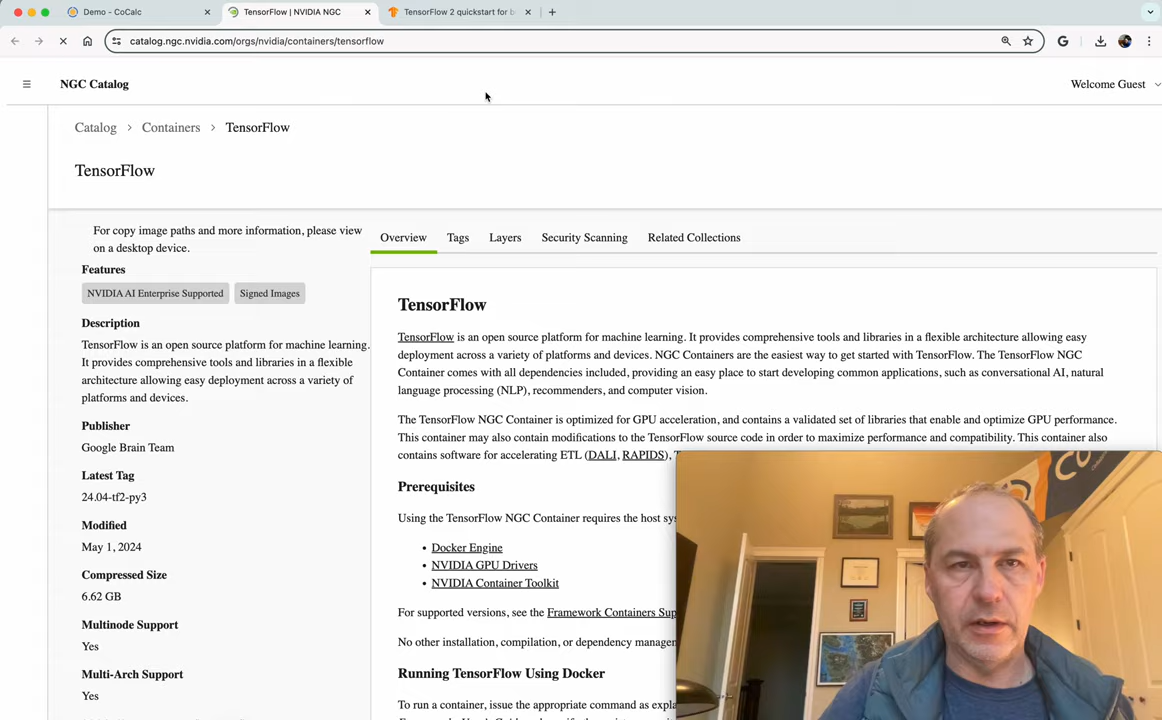 Demo - CoCalc
TensorFlow | NVIDIA NGC
TensorFlow 2 quickstart for b
catalog.ngc.nvidia.com/orgs/nvidia/containers/tensorflow
NGC Catalog
Welcome Guest
Catalog > Containers > TensorFlow
TensorFlow
For copy image paths and more information, please view
on a desktop device.
Features
NVIDIA AI Enterprise Supported
Signed Images
Description
TensorFlow is an open source platform for machine learning.
It provides comprehensive tools and libraries in a flexible
architecture allowing easy deployment across a variety of
platforms and devices.
Publisher
Google Brain Team
Latest Tag
24.04-tf2-py3
Modified
May 1, 2024
Compressed Size
6.62 GB
Multinode Support
Yes
Multi-Arch Support
Yes
Overview Tags Layers Security Scanning Related Collections
TensorFlow
TensorFlow is an open source platform for machine learning. It provides comprehensive tools and libraries in a flexible architecture allowing easy
deployment across a variety of platforms and devices. NGC Containers are the easiest way to get started with TensorFlow. The TensorFlow NGC
Container comes with all dependencies included, providing an easy place to start developing common applications, such as conversational AI, natural
language processing (NLP), recommenders, and computer vision.
The TensorFlow NGC Container is optimized for GPU acceleration, and contains a validated set of libraries that enable and optimize GPU performance.
This container may also contain modifications to the TensorFlow source code in order to maximize performance and compatibility. This container also
contains software for accelerating ETL (DALI, RAPIDS), T
Prerequisites
Using the TensorFlow NGC Container requires the host sy
• Docker Engine
• NVIDIA GPU Drivers
• NVIDIA Container Toolkit
For supported versions, see the Framework Containers Sup
No other installation, compilation, or dependency manager
Running TensorFlow Using Docker
To run a container, issue the appropriate command as expla